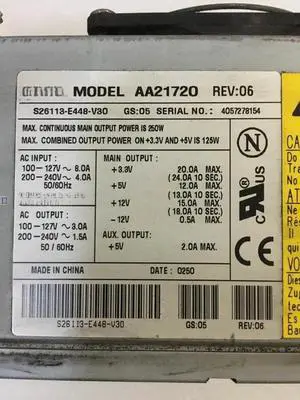 MODEL AA21720 REV:06
S26113-E448-V30 GS:05 SERIAL NO.: 4057278154
MAX. CONTINUOUS MAIN OUTPUT POWER IS 250W
MAX. COMBINED OUTPUT POWER ON +3.3V AND +5V IS 125W
AC INPUT:
100-127V ~ 8.0A
200-240V ~ 4.0A
50/60Hz
AC OUTPUT:
100-127V ~ 3.0A
200-240V ~ 1.5A
50 / 60Hz
MAIN OUTPUT:
+3.3V 20.0A MAX.
(24.0A 10 SEC.)
+5V 12.0A MAX.
(24.0A 10 SEC.)
+12V 15.0A MAX.
(18.0A 10 SEC.)
-12V 0.5A MAX.
AUX. OUTPUT:
+5V 2.0A MAX.
N
c UL us
CE
MADE IN CHINA DATE : 0250
S26113-E448-V30 GS:05 REV:06